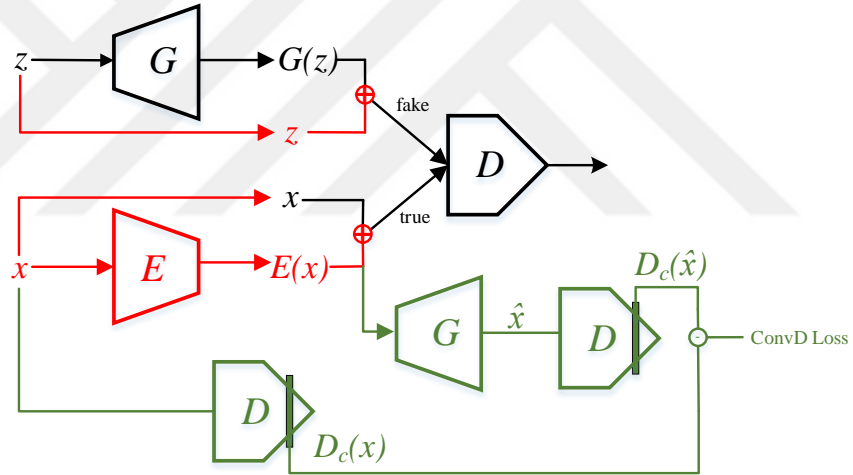 z G G(z)
fake
z
D
x
true
x E E(x)
D_c(x̂)
G x̂ D
- ConvD Loss
D
D_c(x)